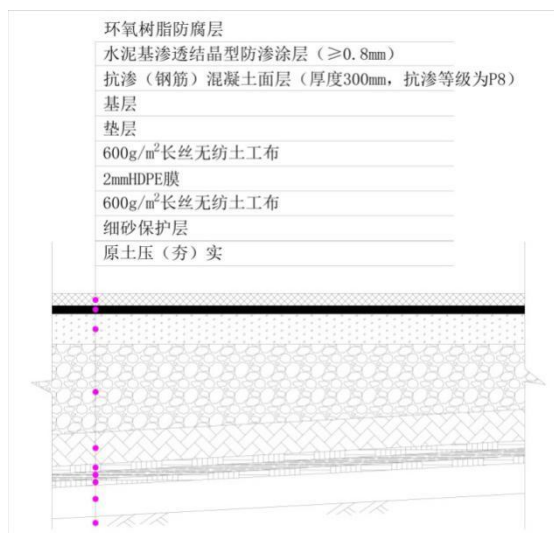 环氧树脂防腐层
水泥基渗透结晶型防渗涂层（≥0.8mm）
抗渗（钢筋）混凝土面层（厚度300mm，抗渗等级为P8）
基层
垫层
600g/m²长丝无纺土工布
2mmHDPE膜
600g/m²长丝无纺土工布
细砂保护层
原土压（夯）实